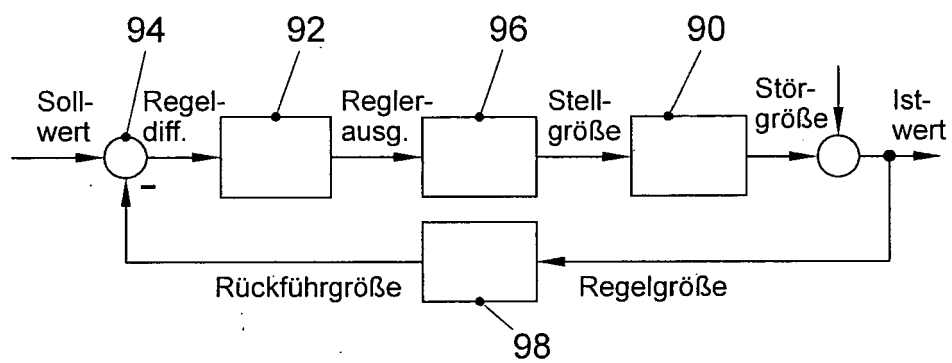 94
92
96
90
Soll-
wert
Regel-
diff.
Regler-
ausg.
Stell-
größe
Stör-
größe
Ist-
wert
-
Rückführgröße
Regelgröße
98